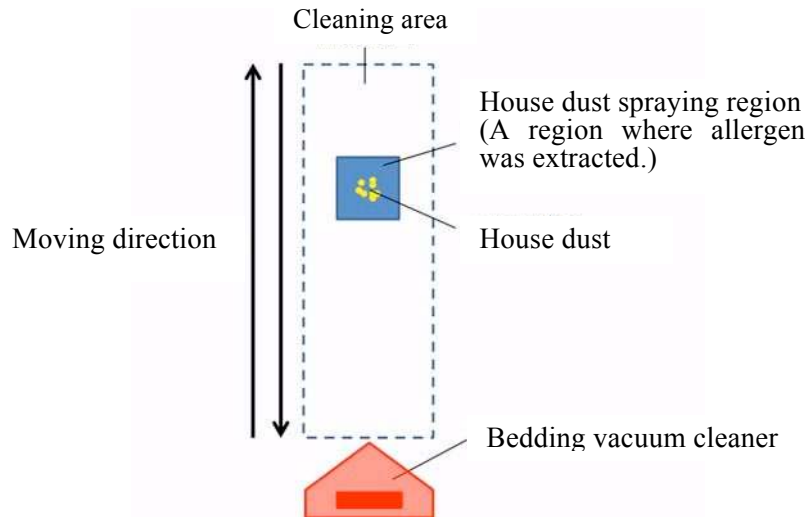 Cleaning area
House dust spraying region
(A region where allergen
was extracted.)
Moving direction
House dust
Bedding vacuum cleaner